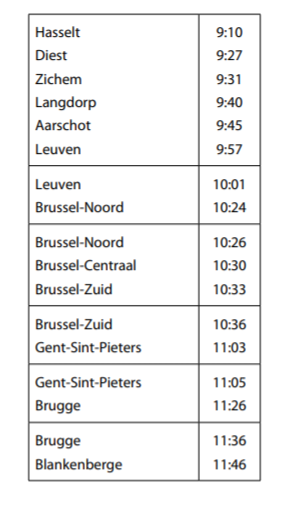 Hasselt 9:10
Diest 9:27
Zichem 9:31
Langdorp 9:40
Aarschot 9:45
Leuven 9:57
Leuven 10:01
Brussel-Noord 10:24
Brussel-Noord 10:26
Brussel-Centraal 10:30
Brussel-Zuid 10:33
Brussel-Zuid 10:36
Gent-Sint-Pieters 11:03
Gent-Sint-Pieters 11:05
Brugge 11:26
Brugge 11:36
Blankenberge 11:46